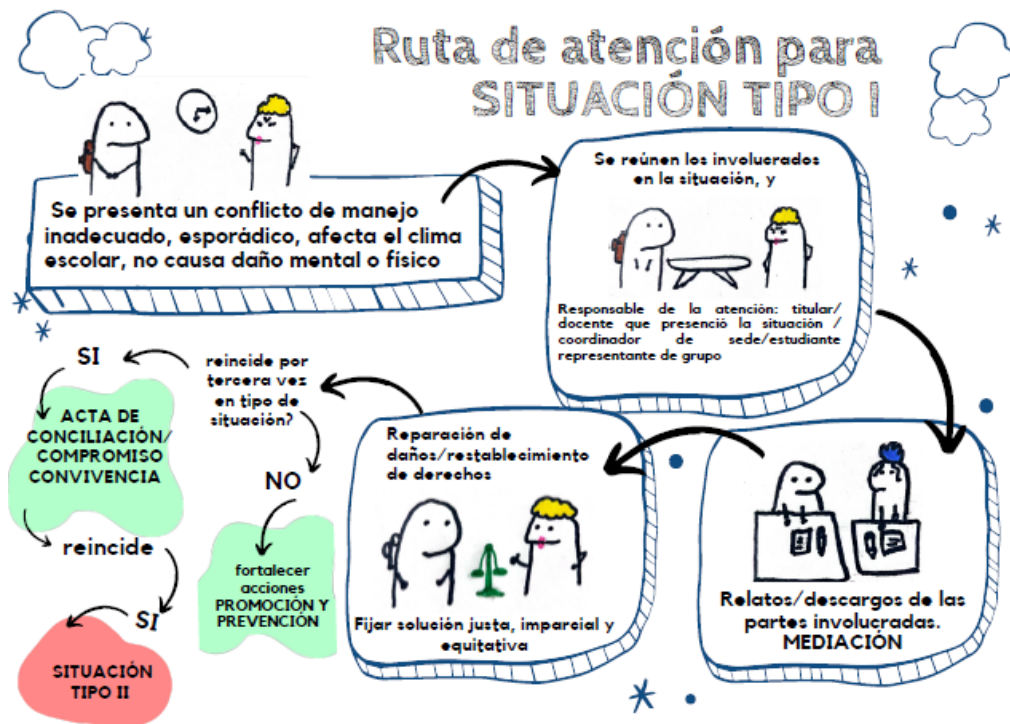 Ruta de atención para
SITUACIÓN TIPO I
Se presenta un conflicto de manejo
inadecuado, esporádico, afecta el clima
escolar, no causa daño mental o físico
Se reúnen los involucrados
en la situación, y
Responsable de la atención: titular/
docente que presenció la situación /
coordinador de sede/estudiante
representante de grupo
Relatos/descargos de las
partes involucradas.
MEDIACIÓN
Reparación de
daños/restablecimiento
de derechos
Fijar solución justa, imparcial y
equitativa
reincide por
tercera vez
en tipo de
situación?
SI
ACTA DE
CONCILIACIÓN/
COMPROMISO
CONVIVENCIA
reincide
SI
SITUACIÓN
TIPO II
NO
fortalecer
acciones
PROMOCIÓN Y
PREVENCIÓN